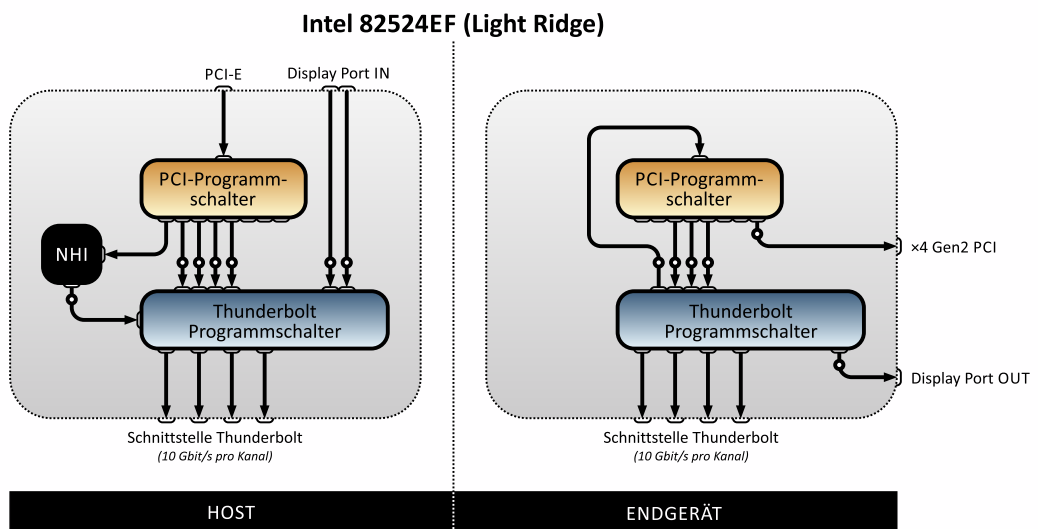 Intel 82524EF (Light Ridge)
PCI-E
Display Port IN
PCI-Programm-
schalter
NHI
Thunderbolt
Programmschalter
Schnittstelle Thunderbolt
(10 Gbit/s pro Kanal)
HOST
PCI-Programm-
schalter
×4 Gen2 PCI
Thunderbolt
Programmschalter
Display Port OUT
Schnittstelle Thunderbolt
(10 Gbit/s pro Kanal)
ENDGERÄT